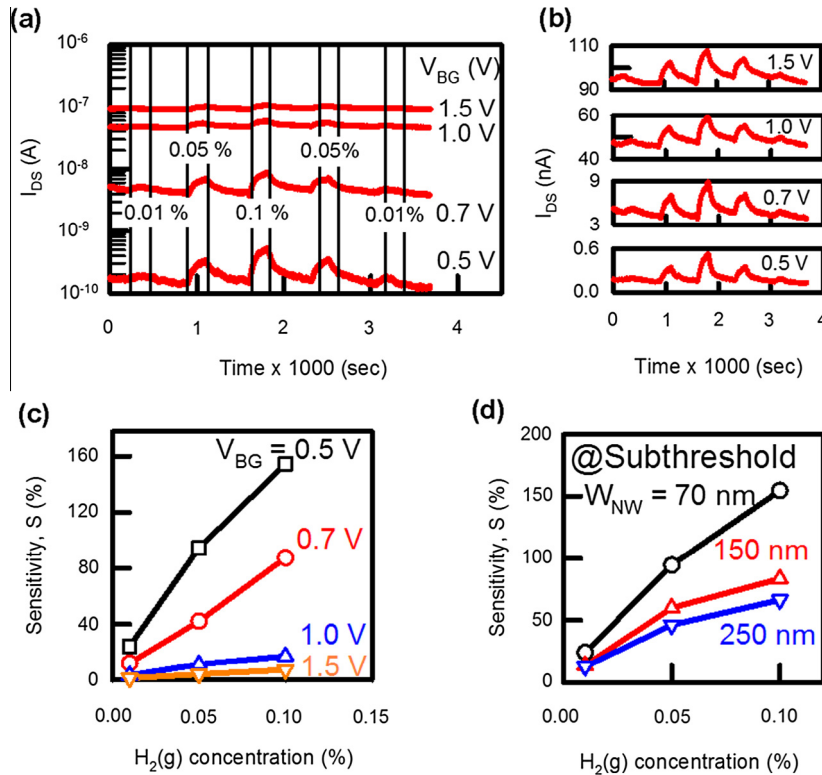 (a)
10⁻⁶
10⁻⁷
10⁻⁸
10⁻⁹
10⁻¹⁰
I_DS (A)
V_BG (V)
1.5 V
1.0 V
0.05 %
0.05 %
0.01 %
0.1 %
0.01 %
0.7 V
0.5 V
0 1 2 3 4
Time x 1000 (sec)
(b)
110
90
1.5 V
60
40
1.0 V
9
3
0.7 V
0.6
0.0
0.5 V
I_DS (nA)
0 1 2 3 4
Time x 1000 (sec)
(c)
160
120
80
40
0
Sensitivity, S (%)
V_BG = 0.5 V
0.7 V
1.0 V
1.5 V
0.00 0.05 0.10 0.15
H₂(g) concentration (%)
(d)
200
150
100
50
0
Sensitivity, S (%)
@Subthreshold
W_NW = 70 nm
150 nm
250 nm
0.00 0.05 0.10
H₂(g) concentration (%)